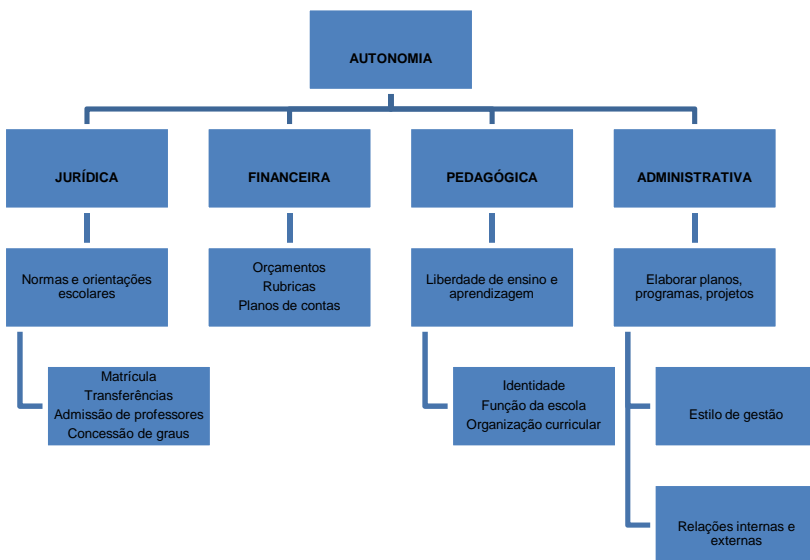 AUTONOMIA
JURÍDICA
FINANCEIRA
PEDAGÓGICA
ADMINISTRATIVA
Normas e orientações
escolares
Orçamentos
Rubricas
Planos de contas
Liberdade de ensino e
aprendizagem
Elaborar planos,
programas, projetos
Matrícula
Transferências
Admissão de professores
Concessão de graus
Identidade
Função da escola
Organização curricular
Estilo de gestão
Relações internas e
externas